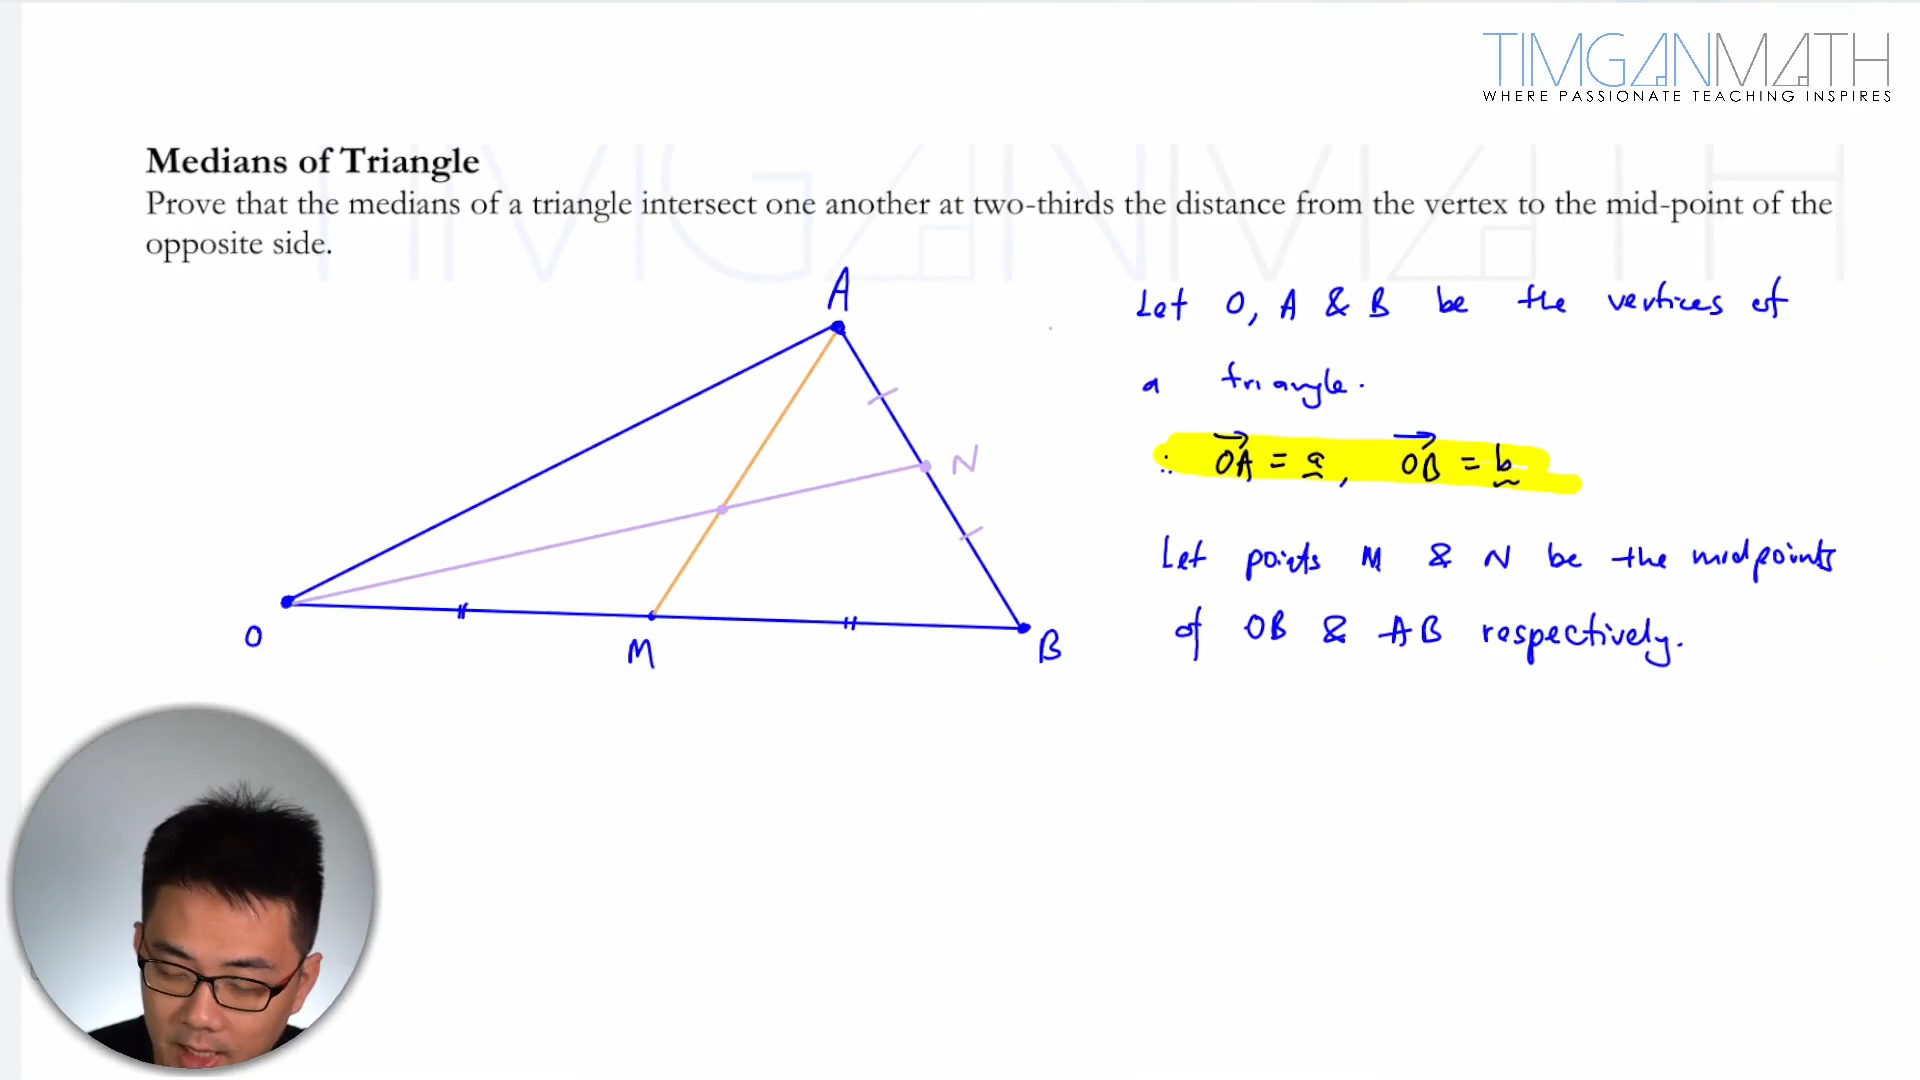 TIMGANMATH
WHERE PASSIONATE TEACHING INSPIRES
Medians of Triangle
Prove that the medians of a triangle intersect one another at two-thirds the distance from the vertex to the mid-point of the
opposite side.
A
N
O
M
B
Let O, A & B be the vertices of
a triangle.
∴ OA→ = a, OB→ = b
Let points M & N be the midpoints
of OB & AB respectively.